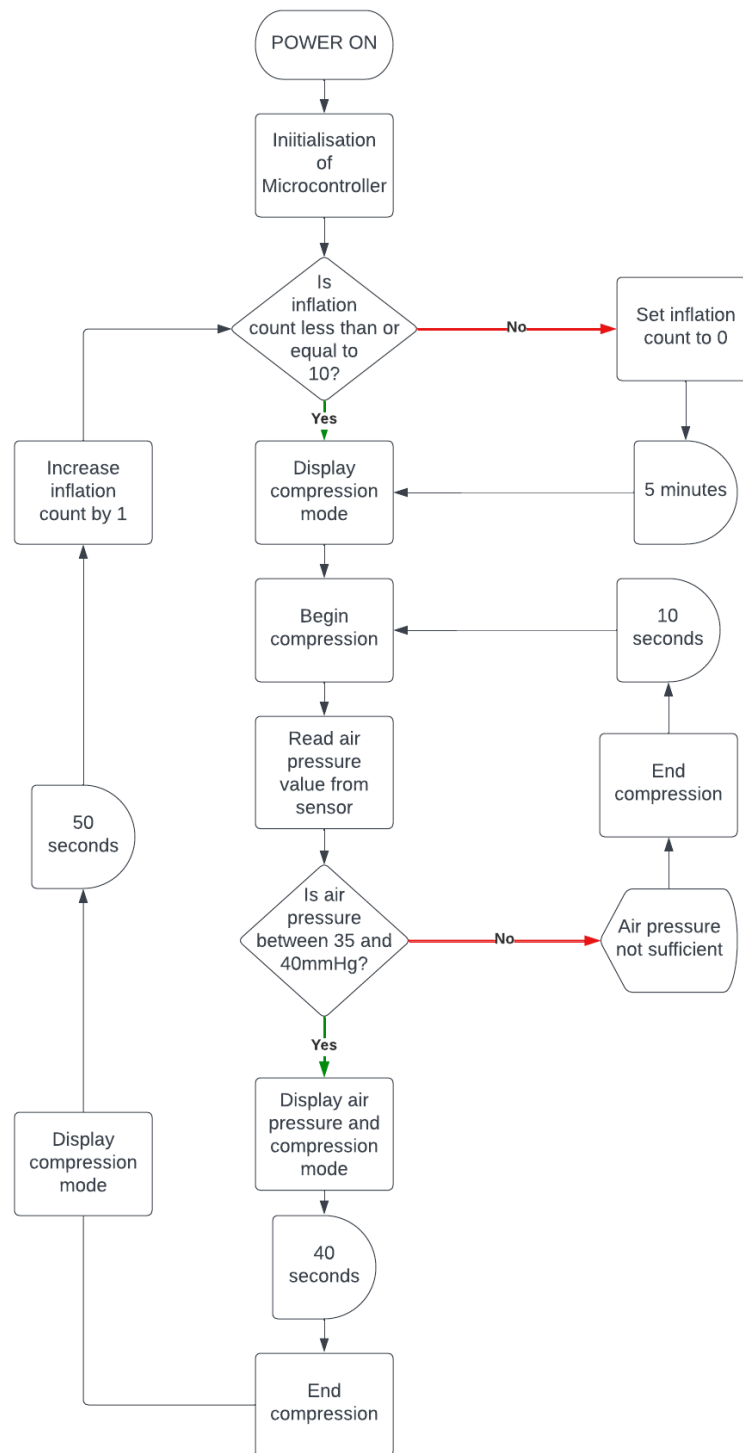 POWER ON
Iniitialisation
of
Microcontroller
Is
inflation
count less than or
equal to
10?
No
Set inflation
count to 0
Yes
Increase
inflation
count by 1
Display
compression
mode
5 minutes
Begin
compression
10
seconds
Read air
pressure
value from
sensor
End
compression
50
seconds
Is air
pressure
between 35 and
40mmHg?
No
Air pressure
not sufficient
Yes
Display air
pressure and
compression
mode
Display
compression
mode
40
seconds
End
compression